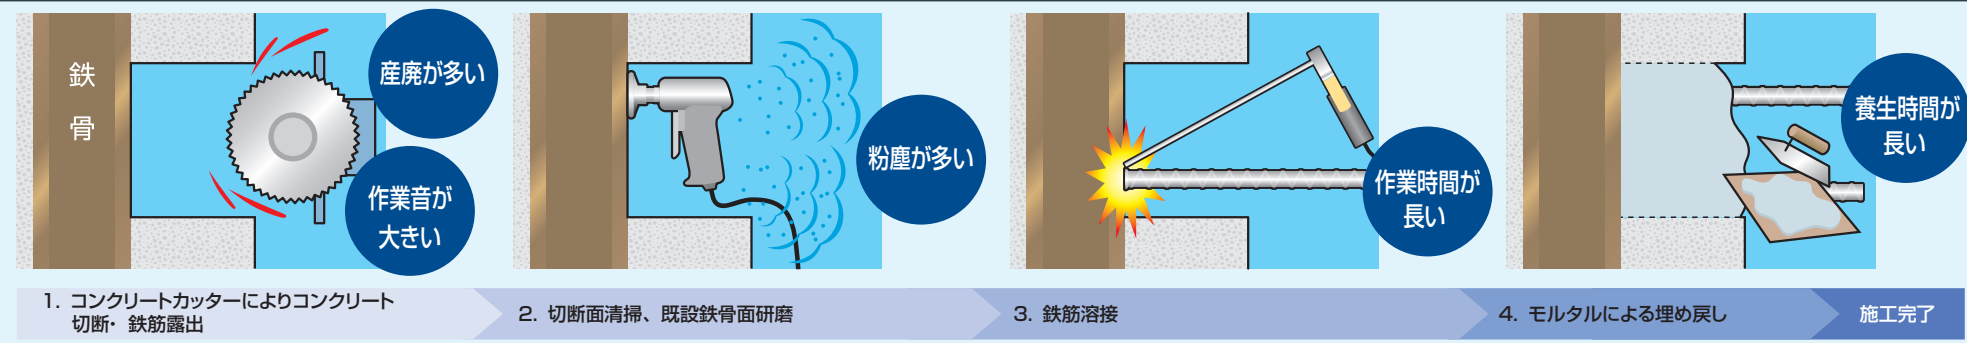 鉄
骨
産廃が多い
作業音が
大きい
粉塵が多い
作業時間が
長い
養生時間が
長い
1. コンクリートカッターによりコンクリート
切断・鉄筋露出
2. 切断面清掃、既設鉄骨面研磨
3. 鉄筋溶接
4. モルタルによる埋め戻し
施工完了